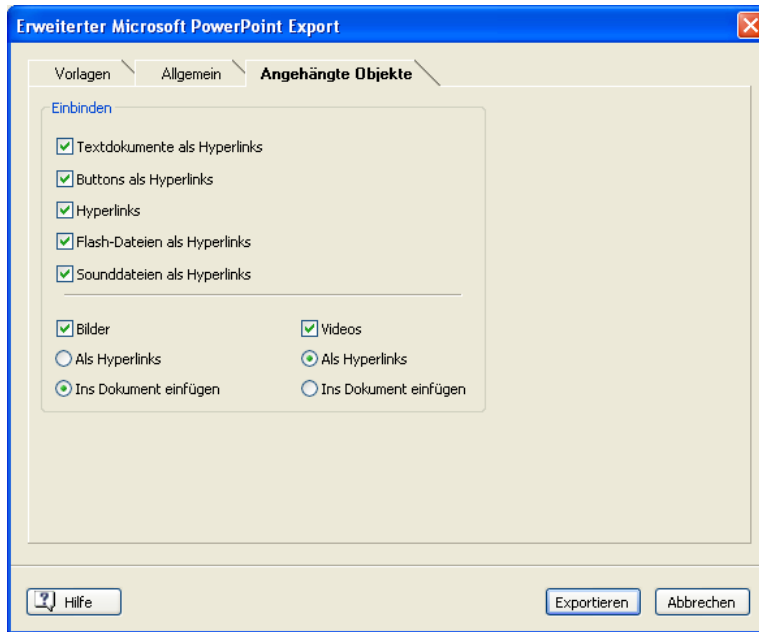 Erweiterter Microsoft PowerPoint Export
Vorlagen Allgemein Angehängte Objekte
Einbinden
Textdokumente als Hyperlinks
Buttons als Hyperlinks
Hyperlinks
Flash-Dateien als Hyperlinks
Sounddateien als Hyperlinks
Bilder Videos
Als Hyperlinks Als Hyperlinks
Ins Dokument einfügen Ins Dokument einfügen
Hilfe Exportieren Abbrechen